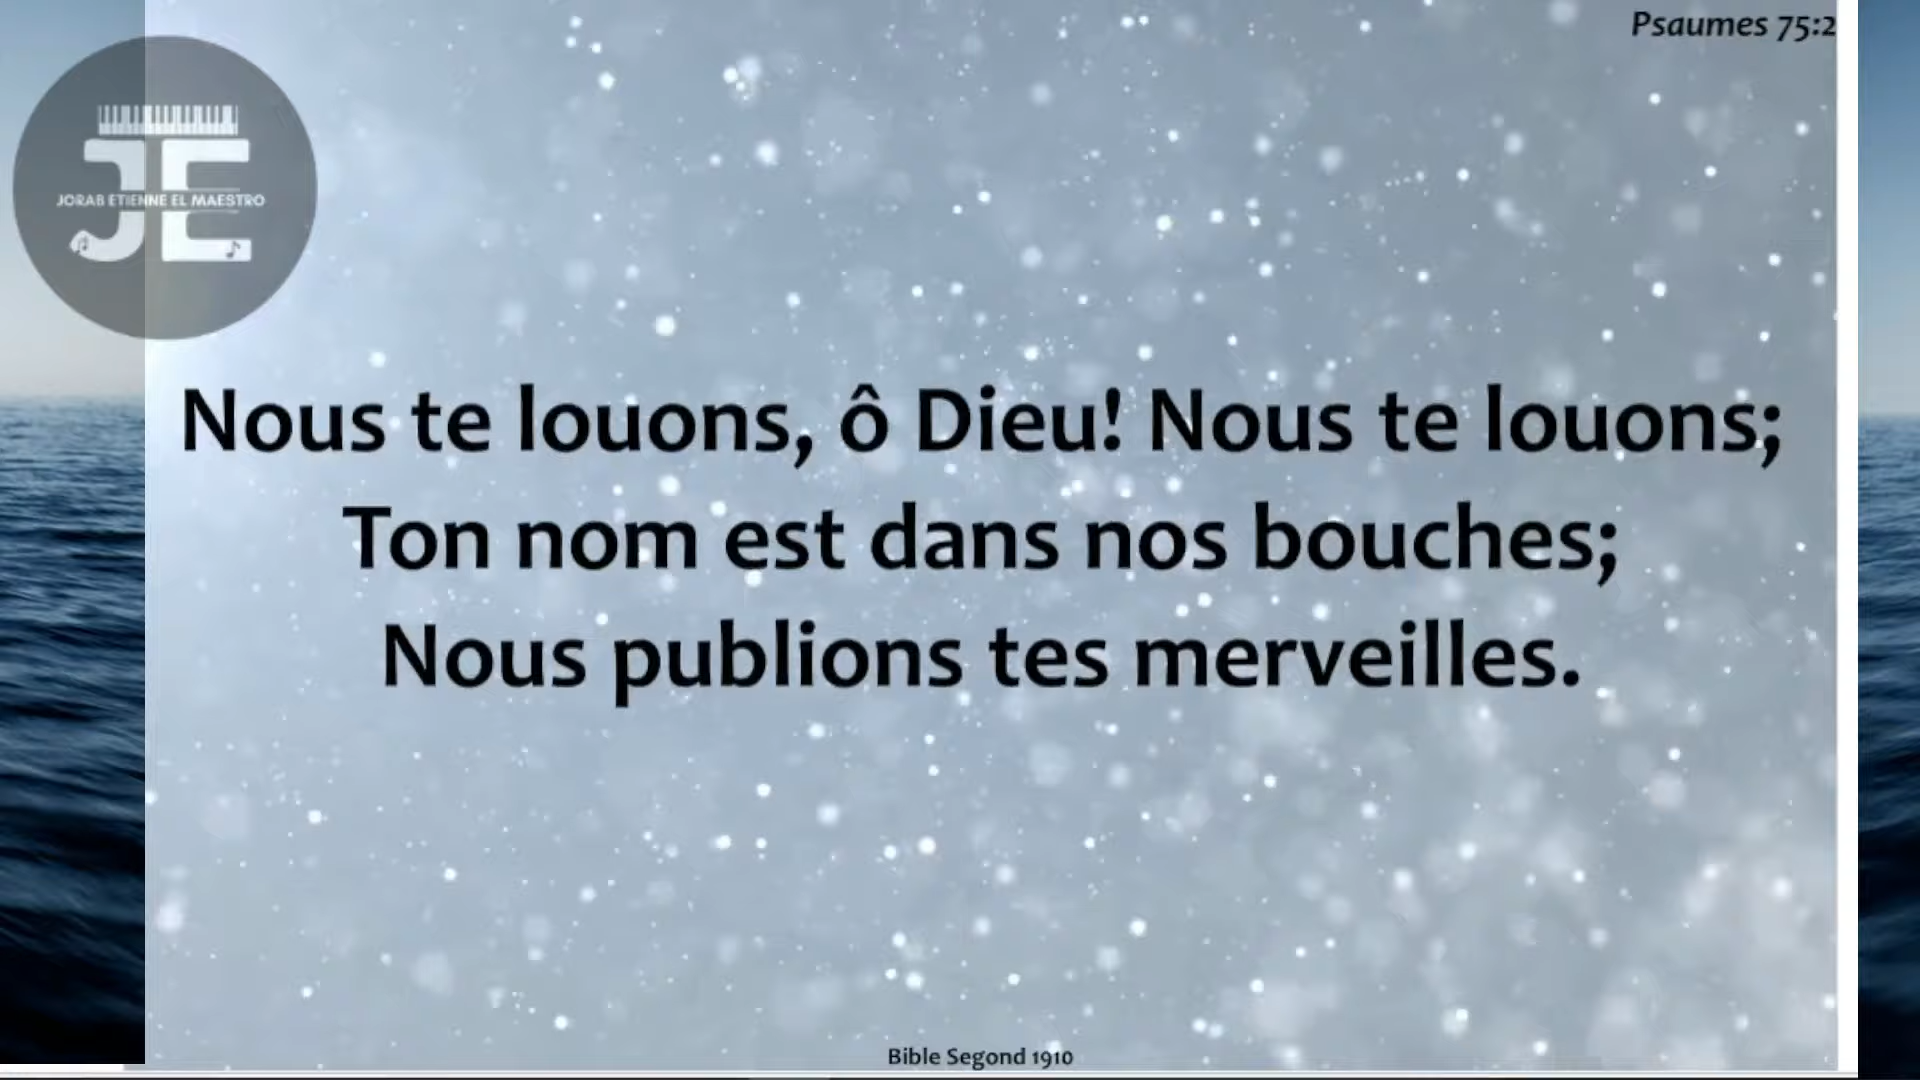 Psaumes 75:2
JE
JORAB ETIENNE EL MAESTRO
Nous te louons, ô Dieu! Nous te louons;
Ton nom est dans nos bouches;
Nous publions tes merveilles.
Bible Segond 1910